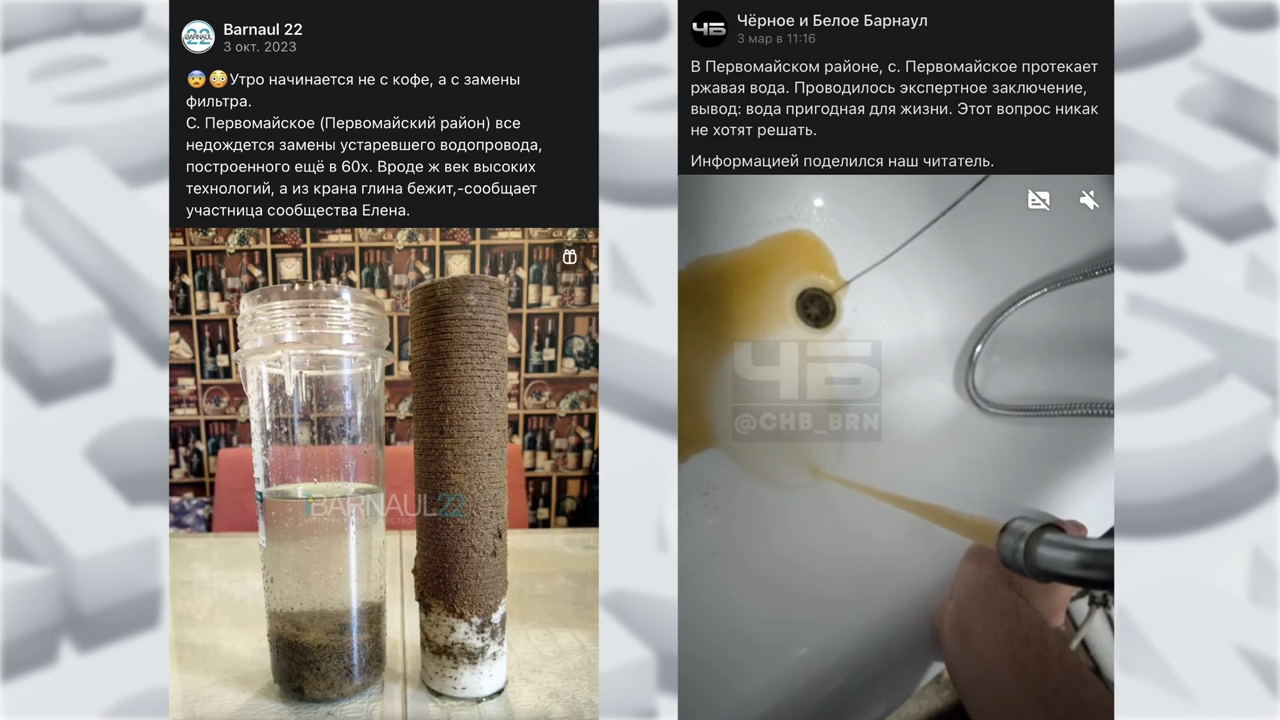 Barnaul 22
3 окт. 2023
😨😳Утро начинается не с кофе, а с замены
фильтра.
С. Первомайское (Первомайский район) все
недождется замены устаревшего водопровода,
построенного ещё в 60х. Вроде ж век высоких
технологий, а из крана глина бежит,-сообщает
участница сообщества Елена.
BARNAUL22
ЧБ
Чёрное и Белое Барнаул
3 мар в 11:16
В Первомайском районе, с. Первомайское протекает
ржавая вода. Проводилось экспертное заключение,
вывод: вода пригодная для жизни. Этот вопрос никак
не хотят решать.
Информацией поделился наш читатель.
ЧБ
@CHB_BRN